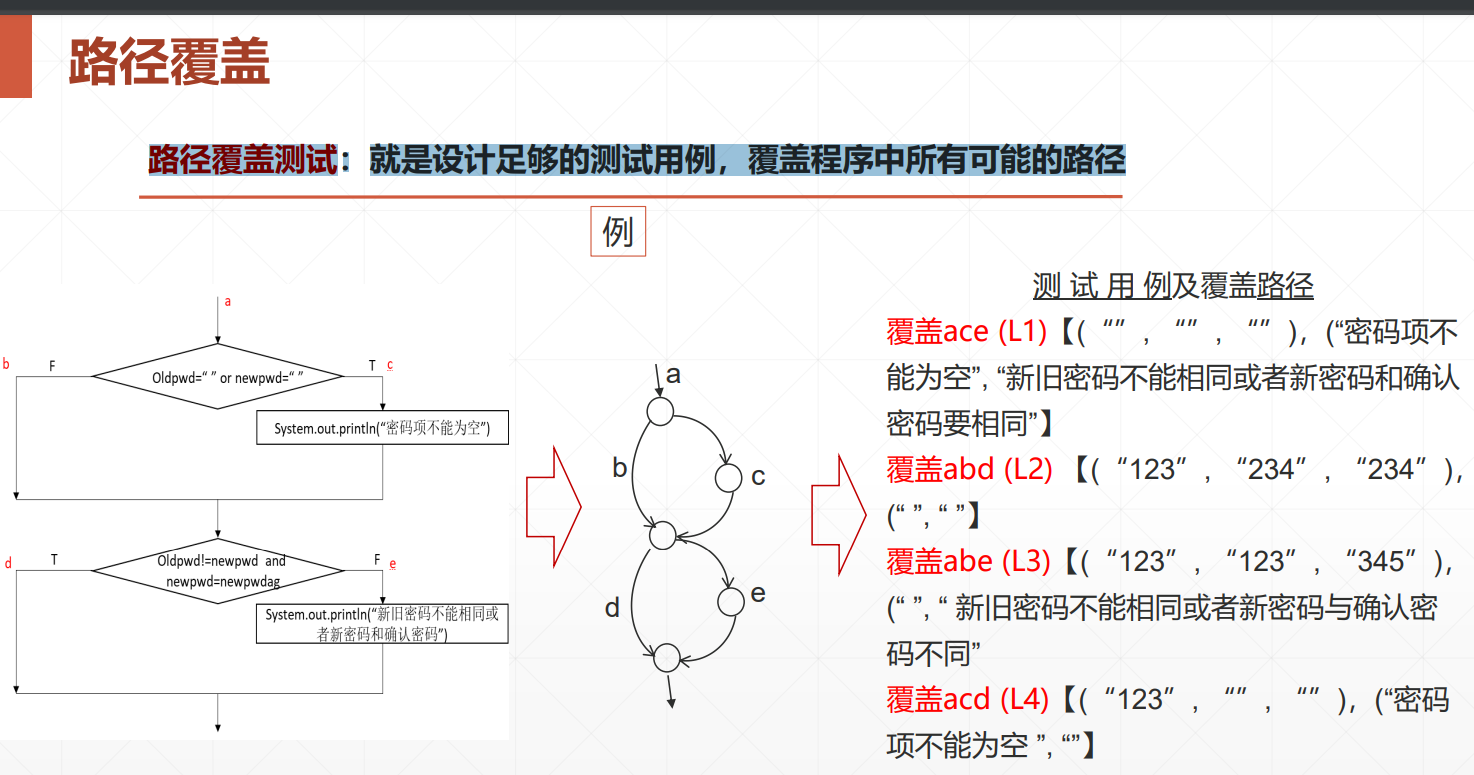 路径覆盖
路径覆盖测试：就是设计足够的测试用例，覆盖程序中所有可能的路径
例
a
b
F
Oldpwd=“ ” or newpwd=“ ”
T
c
System.out.println(“密码项不能为空”)
d
T
Oldpwd!=newpwd and
newpwd=newpwdag
F
e
System.out.println(“新旧密码不能相同或
者新密码和确认密码”)
a
b
c
d
e
测 试 用 例及覆盖路径
覆盖ace (L1)【( “” , “” , “” ), (“密码项不
能为空”, “新旧密码不能相同或者新密码和确认
密码要相同”】
覆盖abd (L2) 【( “123” , “234” , “234” ),
(“ ”, “ ”】
覆盖abe (L3)【( “123” , “123” , “345” ),
(“ ”, “ 新旧密码不能相同或者新密码与确认密
码不同”
覆盖acd (L4)【( “123” , “” , “” ), (“密码
项不能为空 ”, “”】